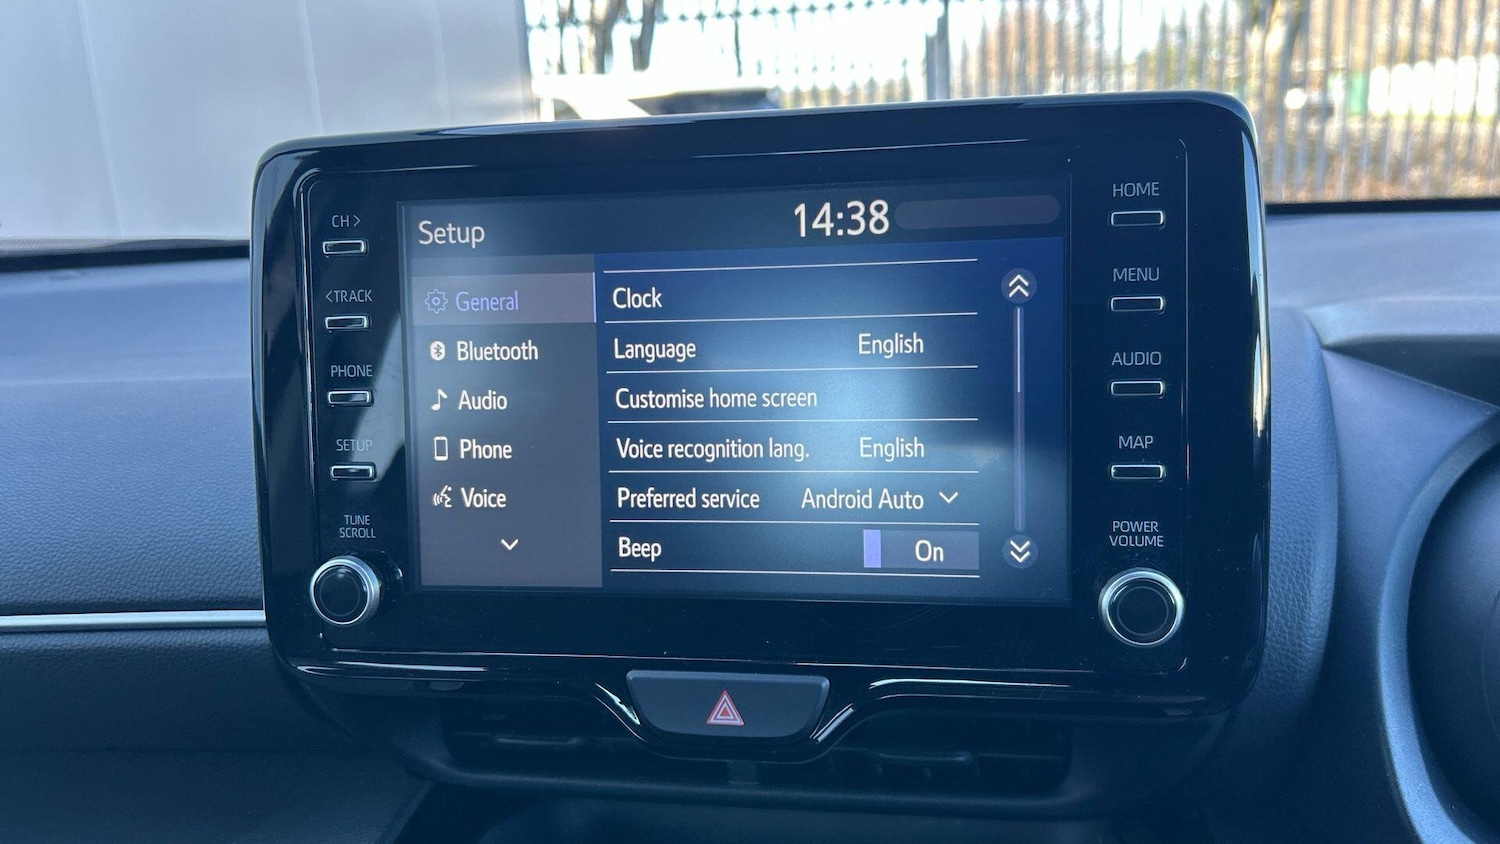 CH >
< TRACK
PHONE
SETUP
TUNE
SCROLL
Setup
14:38
General
Bluetooth
Audio
Phone
Voice
Clock
Language English
Customise home screen
Voice recognition lang. English
Preferred service Android Auto
Beep On
HOME
MENU
AUDIO
MAP
POWER
VOLUME